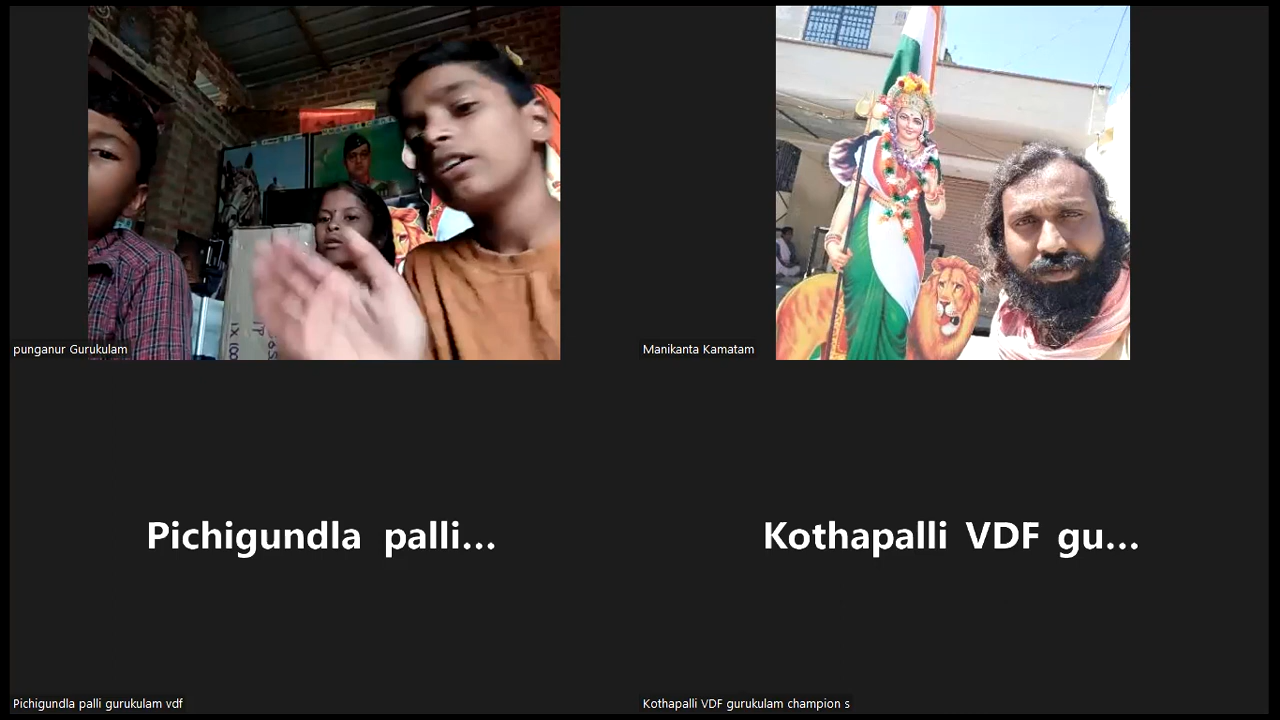 punganur Gurukulam
Manikanta Kamatam
Pichigundla palli...
Kothapalli VDF gu...
Pichigundla palli gurukulam vdf
Kothapalli VDF gurukulam champion s